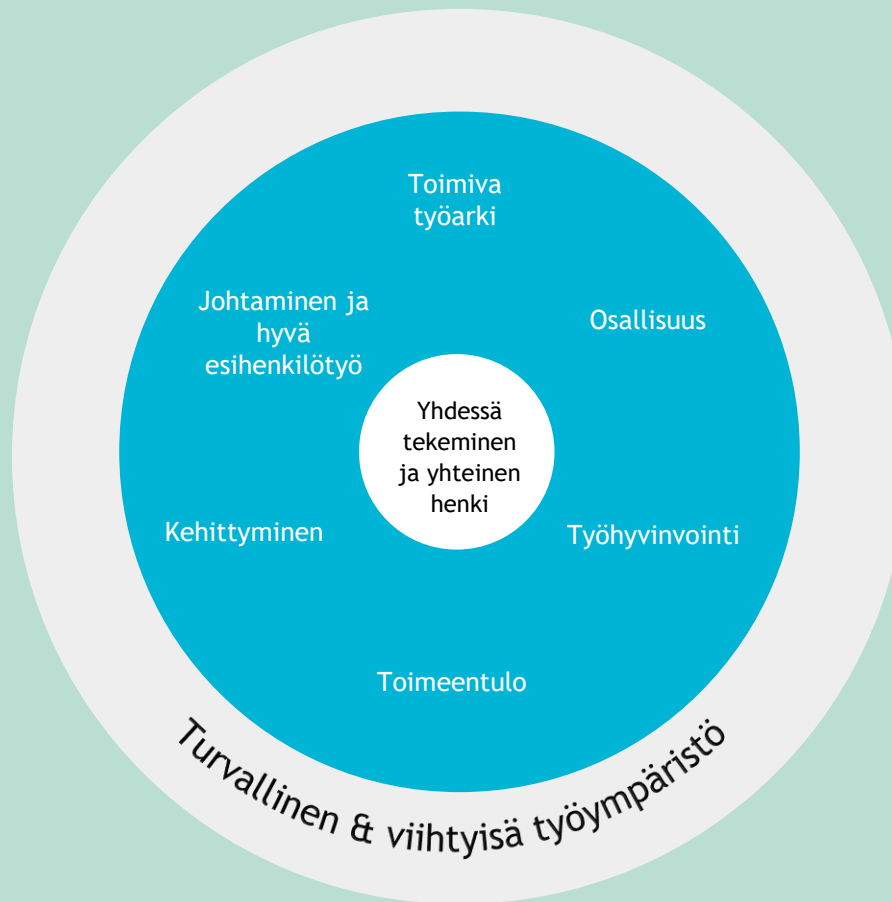 Toimiva
työarki
Johtaminen ja
hyvä
esihenkilötyö
Osallisuus
Yhdessä
tekeminen
ja yhteinen
henki
Kehittyminen
Työhyvinvointi
Toimeentulo
Turvallinen & viihtyisä työympäristö